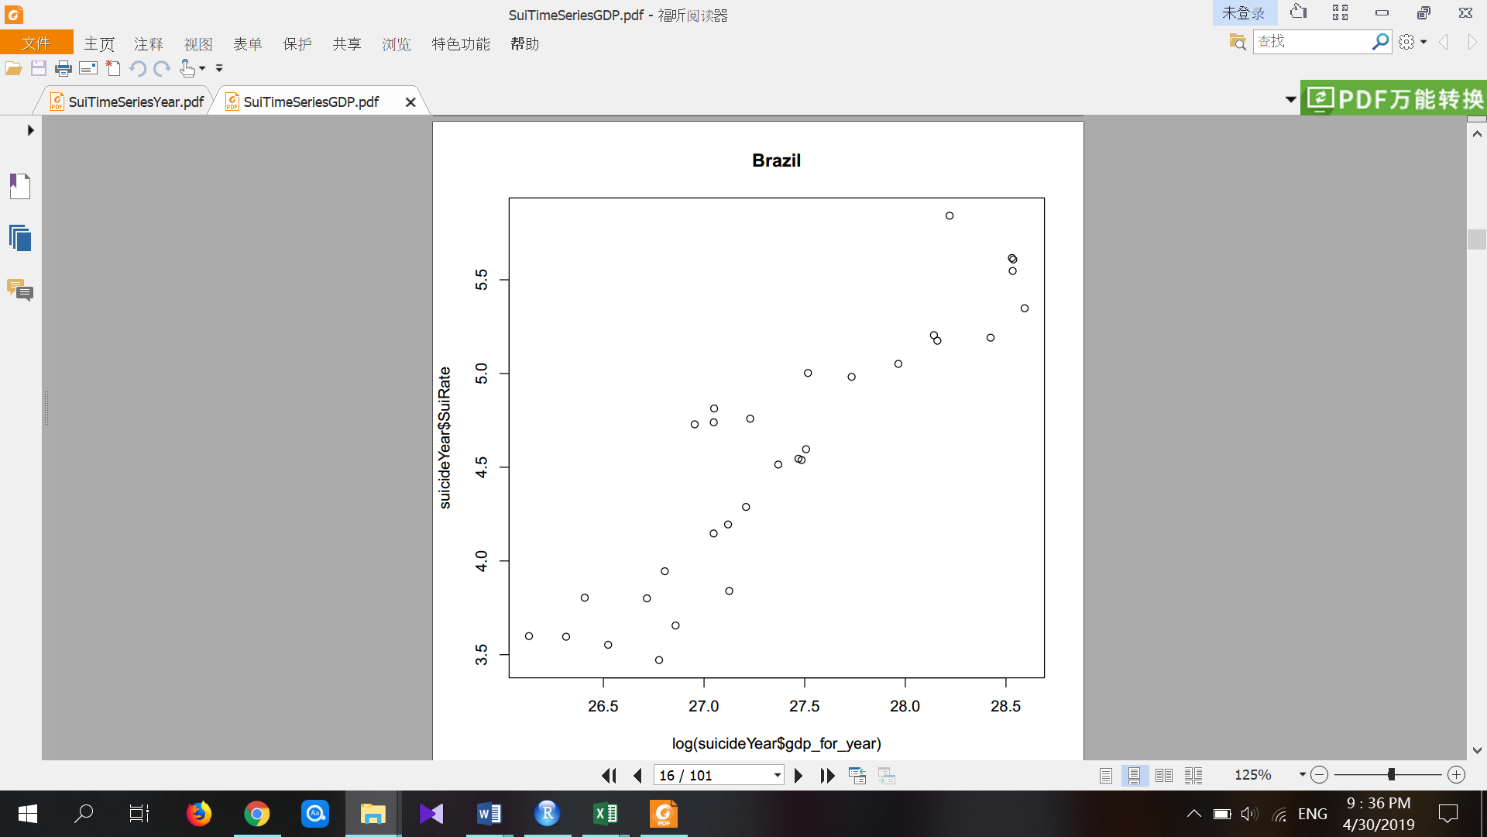 SuiTimeSeriesGDP.pdf - 福昕阅读器
未登录
文件 主页 注释 视图 表单 保护 共享 浏览 特色功能 帮助
查找
SuiTimeSeriesYear.pdf
SuiTimeSeriesGDP.pdf
PDF万能转换
Brazil
5.5
5.0
4.5
4.0
3.5
suicideYear$SuiRate
26.5 27.0 27.5 28.0 28.5
log(suicideYear$gdp_for_year)
16 / 101
125%
ENG
9 : 36 PM
4/30/2019